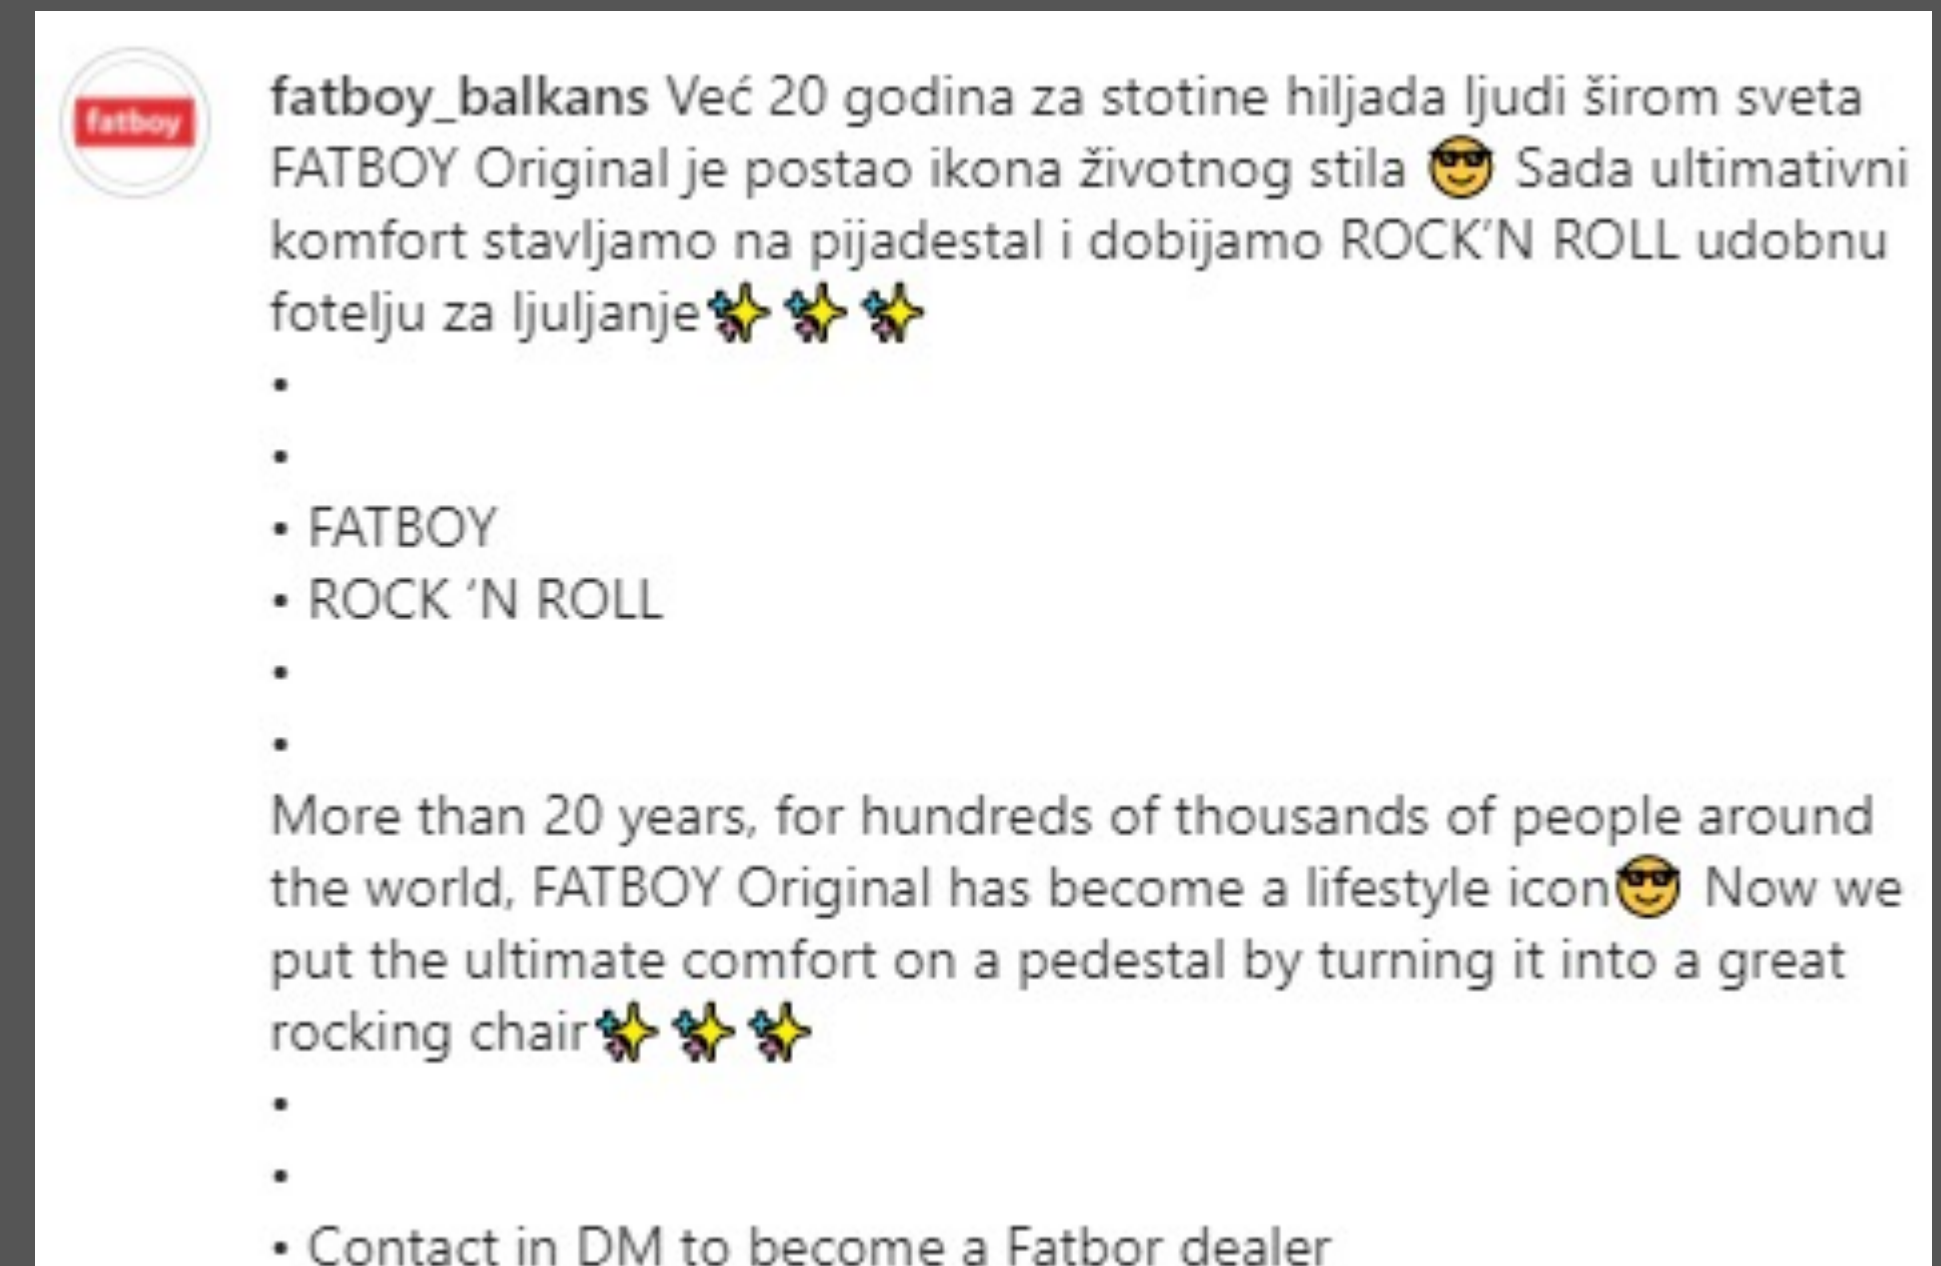 fatboy
fatboy_balkans Već 20 godina za stotine hiljada ljudi širom sveta
FATBOY Original je postao ikona životnog stila 😎 Sada ultimativni
komfort stavljamo na pijadestal i dobijamo ROCK’N ROLL udobnu
fotelju za ljuljanje✨ ✨ ✨
•
•
• FATBOY
• ROCK ‘N ROLL
•
•
More than 20 years, for hundreds of thousands of people around
the world, FATBOY Original has become a lifestyle icon😎 Now we
put the ultimate comfort on a pedestal by turning it into a great
rocking chair✨ ✨ ✨
•
•
• Contact in DM to become a Fatbor dealer